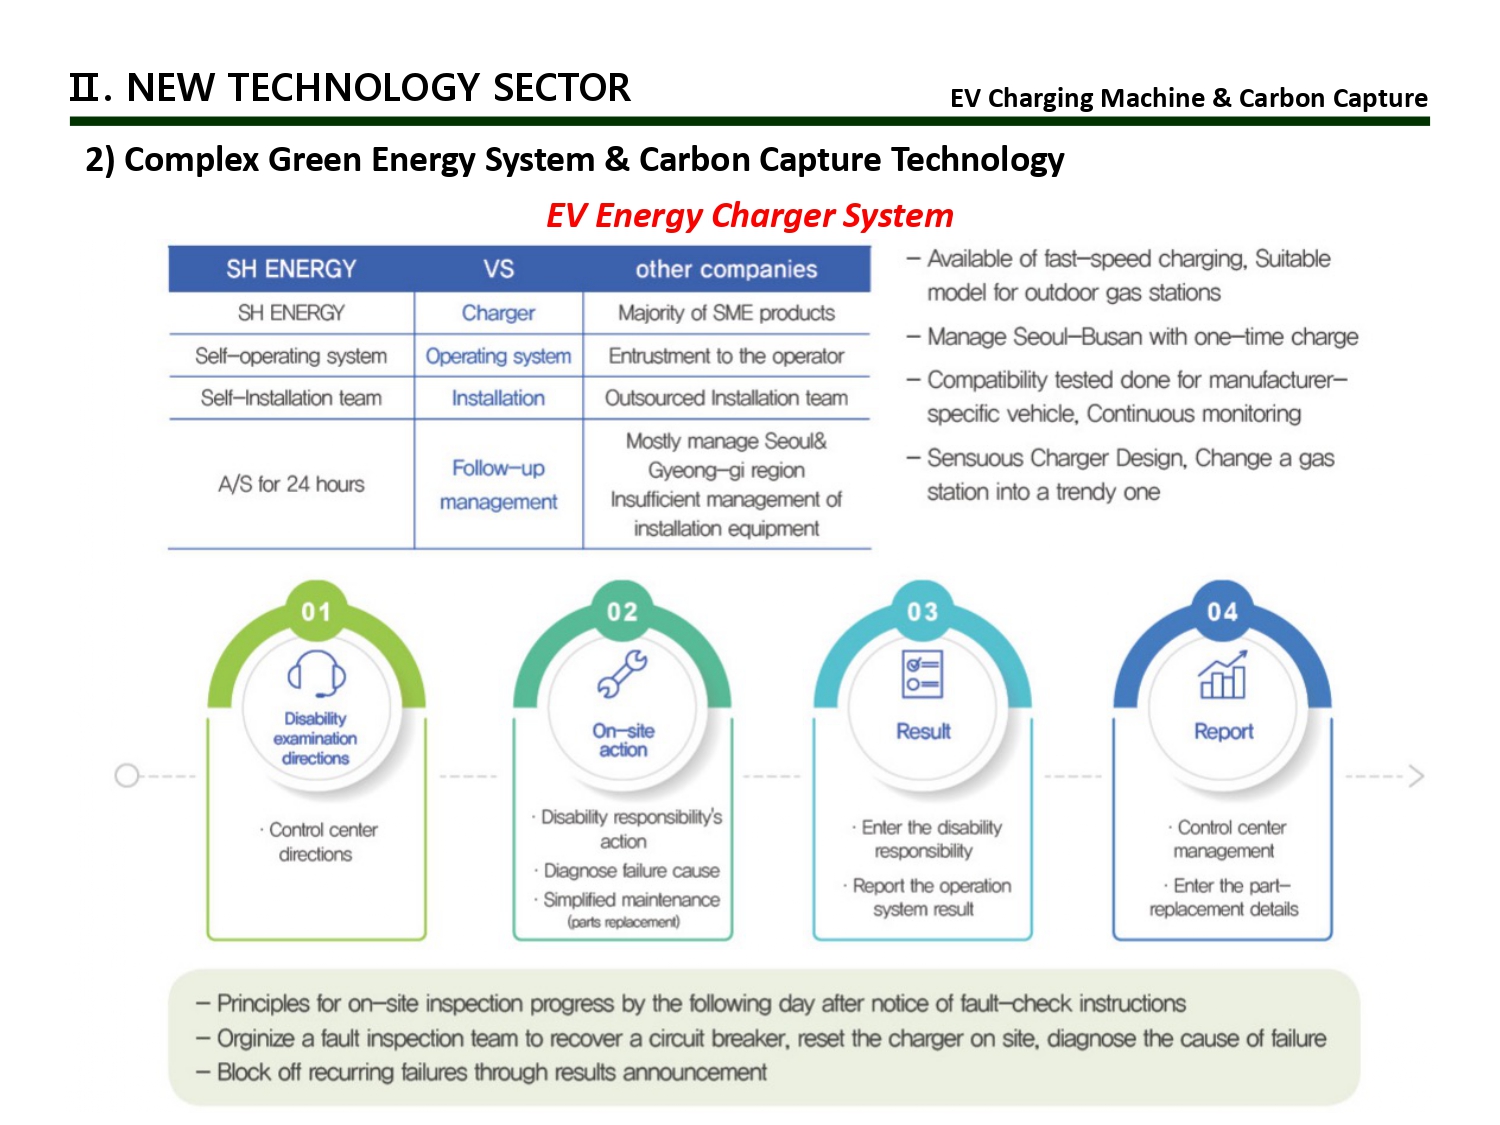 Ⅱ. NEW TECHNOLOGY SECTOR
EV Charging Machine & Carbon Capture
2) Complex Green Energy System & Carbon Capture Technology
EV Energy Charger System
SH ENERGY VS other companies
SH ENERGY Charger Majority of SME products
Self-operating system Operating system Entrustment to the operator
Self-Installation team Installation Outsourced Installation team
A/S for 24 hours
Follow-up
management
Mostly manage Seoul&
Gyeong-gi region
Insufficient management of
installation equipment
- Available of fast-speed charging, Suitable
model for outdoor gas stations
- Manage Seoul-Busan with one-time charge
- Compatibility tested done for manufacturer-
specific vehicle, Continuous monitoring
- Sensuous Charger Design, Change a gas
station into a trendy one
01
Disability
examination
directions
· Control center
directions
02
On-site
action
· Disability responsibility's
action
· Diagnose failure cause
· Simplified maintenance
(parts replacement)
03
Result
· Enter the disability
responsibility
· Report the operation
system result
04
Report
· Control center
management
· Enter the part-
replacement details
- Principles for on-site inspection progress by the following day after notice of fault-check instructions
- Orginize a fault inspection team to recover a circuit breaker, reset the charger on site, diagnose the cause of failure
- Block off recurring failures through results announcement